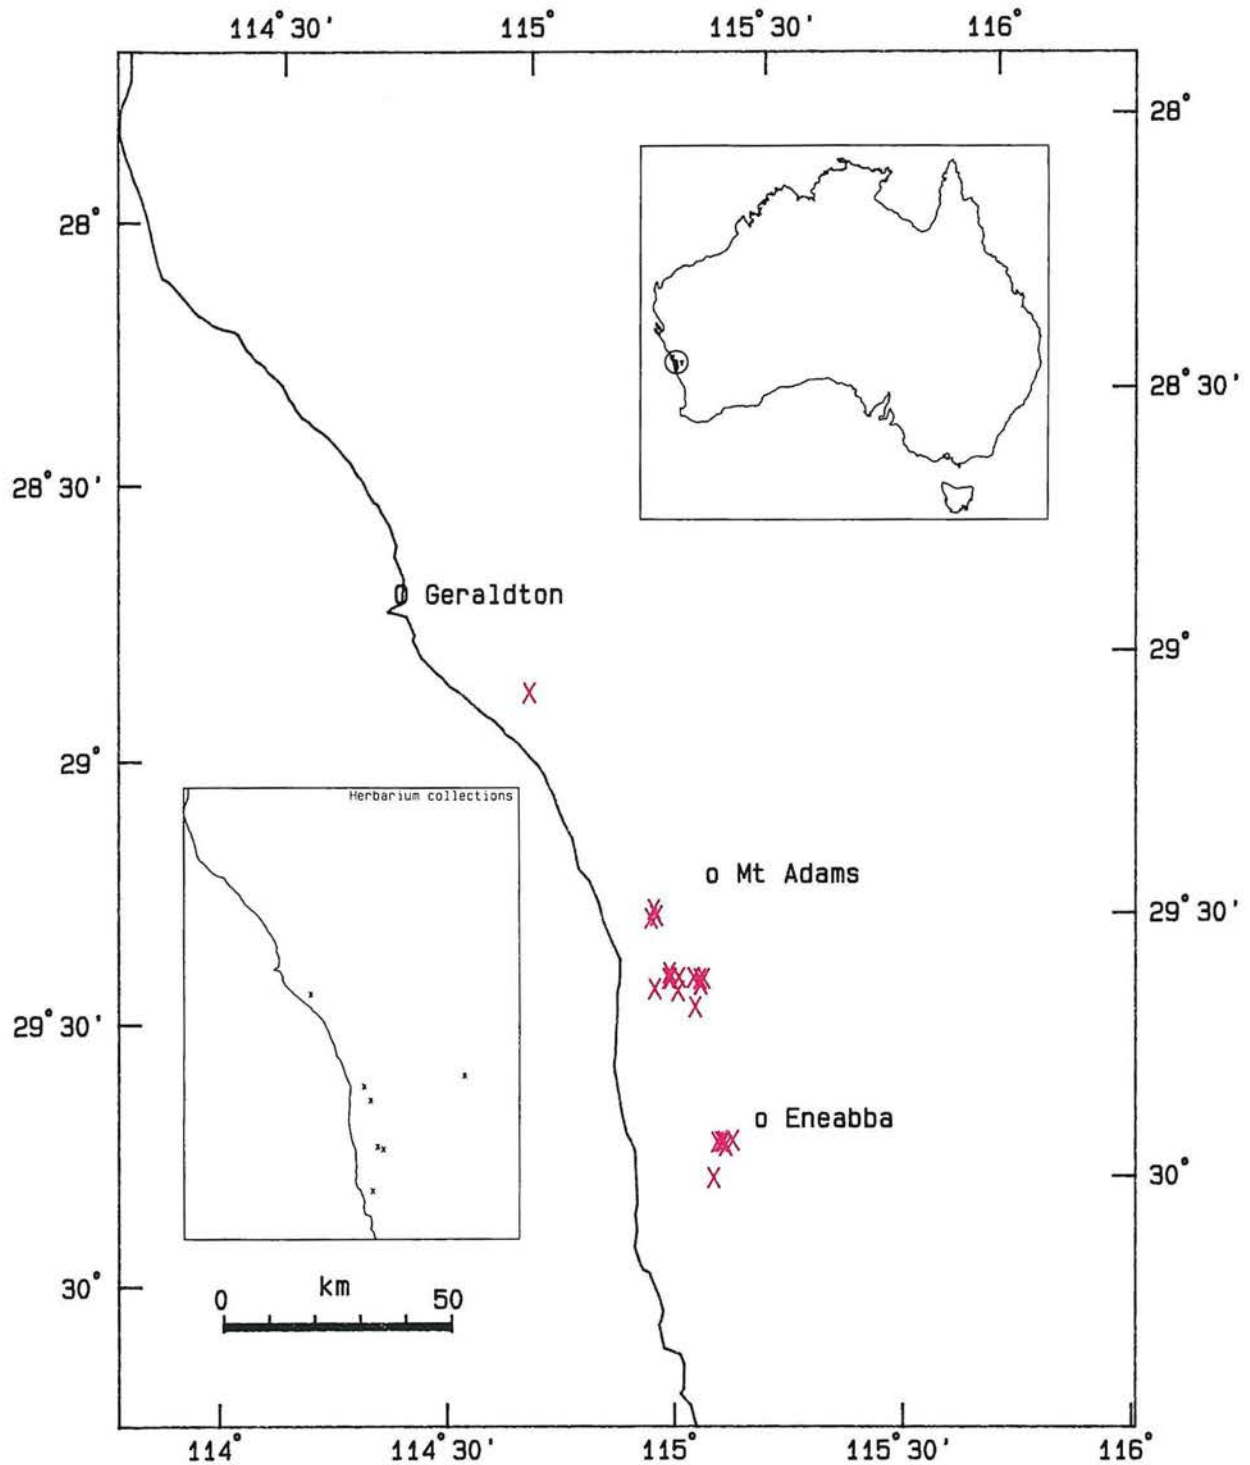 114°30' 115° 115°30' 116°
28°
28°
28°30'
28°30'
Geraldton
29°
29°
Herbarium collections
Mt Adams
29°30'
29°30'
Eneabba
30°
30°
km
0 50
114° 114°30' 115° 115°30' 116°